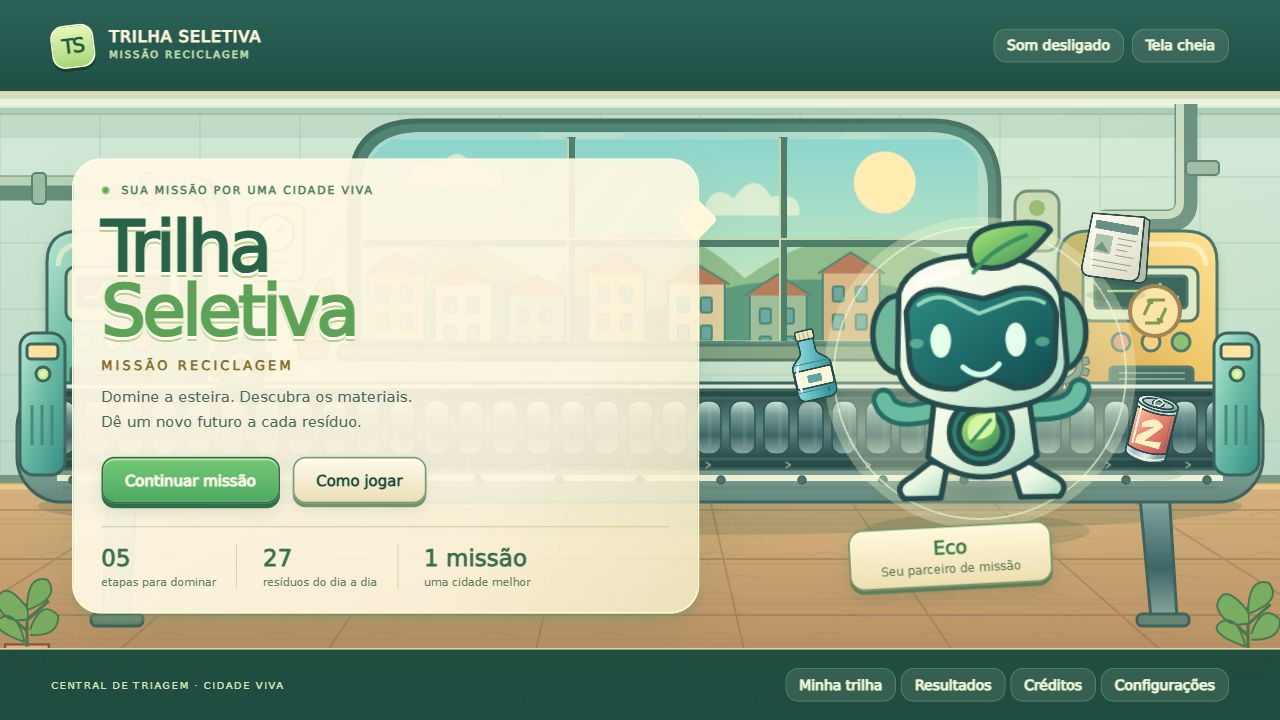 TS
TRILHA SELETIVA
MISSÃO RECICLAGEM
Som desligado
Tela cheia
SUA MISSÃO POR UMA CIDADE VIVA
Trilha
Seletiva
MISSÃO RECICLAGEM
Domine a esteira. Descubra os materiais.
Dê um novo futuro a cada resíduo.
Continuar missão
Como jogar
05
etapas para dominar
27
resíduos do dia a dia
1 missão
uma cidade melhor
Eco
Seu parceiro de missão
CENTRAL DE TRIAGEM · CIDADE VIVA
Minha trilha
Resultados
Créditos
Configurações